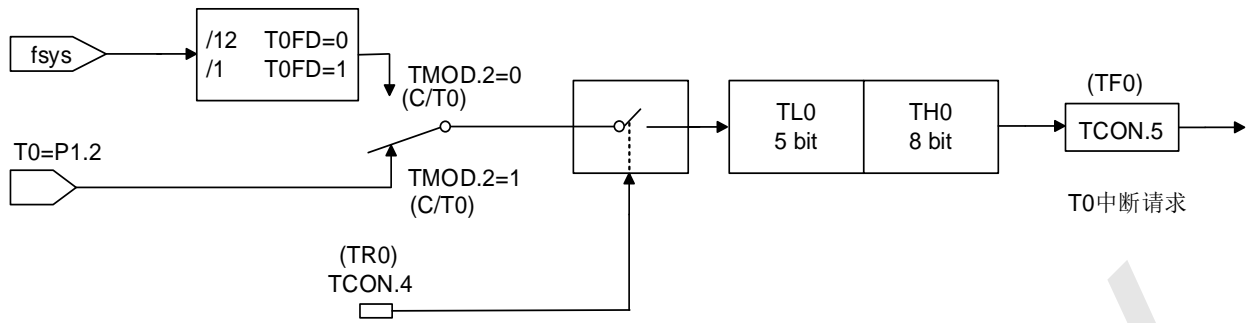 fsys
/12 T0FD=0
/1 T0FD=1
TMOD.2=0
(C/T0)
T0=P1.2
TMOD.2=1
(C/T0)
(TR0)
TCON.4
TL0
5 bit
TH0
8 bit
(TF0)
TCON.5
T0中断请求